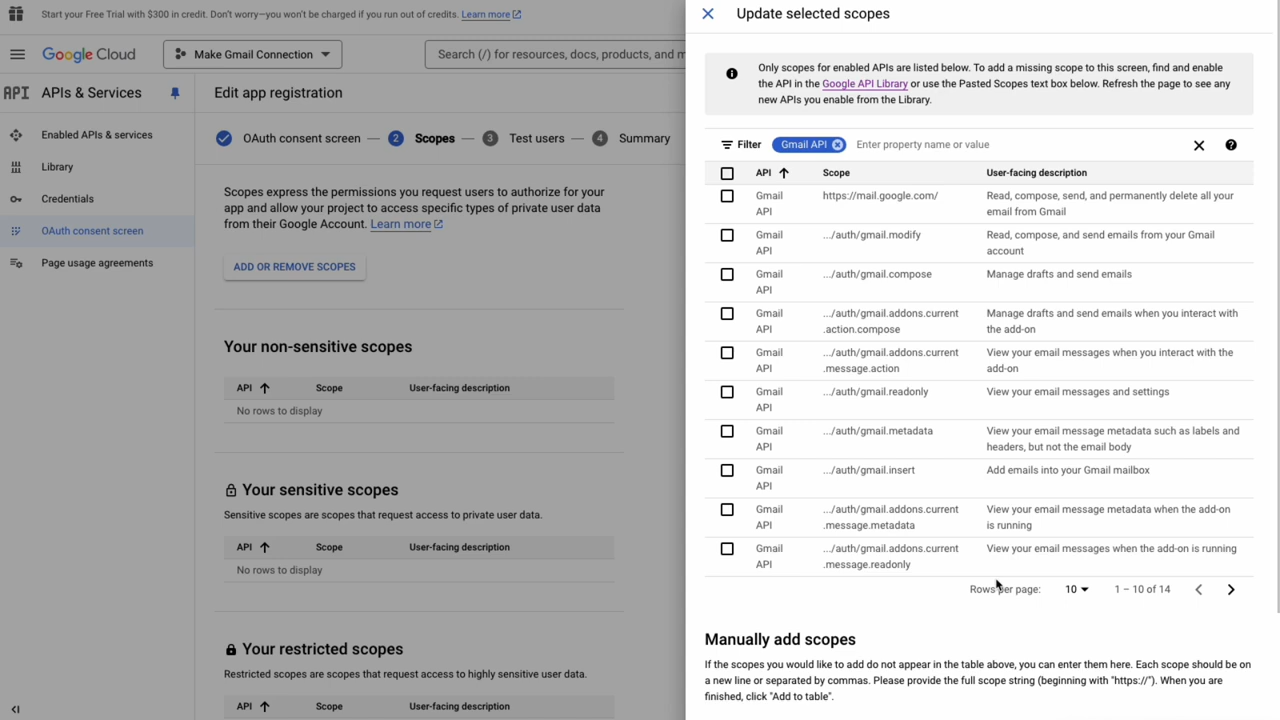 Start your Free Trial with $300 in credit. Don't worry—you won't be charged if you run out of credits. Learn more
Google Cloud
Make Gmail Connection
Search (/) for resources, docs, products, and m
API APIs & Services
Enabled APIs & services
Library
Credentials
OAuth consent screen
Page usage agreements
Edit app registration
OAuth consent screen — 2 Scopes — 3 Test users — 4 Summary
Scopes express the permissions you request users to authorize for your
app and allow your project to access specific types of private user data
from their Google Account. Learn more
ADD OR REMOVE SCOPES
Your non-sensitive scopes
API Scope User-facing description
No rows to display
Your sensitive scopes
Sensitive scopes are scopes that request access to private user data.
API Scope User-facing description
No rows to display
Your restricted scopes
Restricted scopes are scopes that request access to highly sensitive user data.
API Scope User-facing description
Update selected scopes
Only scopes for enabled APIs are listed below. To add a missing scope to this screen, find and enable
the API in the Google API Library or use the Pasted Scopes text box below. Refresh the page to see any
new APIs you enable from the Library.
Filter Gmail API Enter property name or value
API Scope User-facing description
Gmail https://mail.google.com/ Read, compose, send, and permanently delete all your
API email from Gmail
Gmail .../auth/gmail.modify Read, compose, and send emails from your Gmail
API account
Gmail .../auth/gmail.compose Manage drafts and send emails
API
Gmail .../auth/gmail.addons.current Manage drafts and send emails when you interact with
API .action.compose the add-on
Gmail .../auth/gmail.addons.current View your email messages when you interact with the
API .message.action add-on
Gmail .../auth/gmail.readonly View your email messages and settings
API
Gmail .../auth/gmail.metadata View your email message metadata such as labels and
API headers, but not the email body
Gmail .../auth/gmail.insert Add emails into your Gmail mailbox
API
Gmail .../auth/gmail.addons.current View your email message metadata when the add-on
API .message.metadata is running
Gmail .../auth/gmail.addons.current View your email messages when the add-on is running
API .message.readonly
Rows per page: 10 1 – 10 of 14
Manually add scopes
If the scopes you would like to add do not appear in the table above, you can enter them here. Each scope should be on
a new line or separated by commas. Please provide the full scope string (beginning with "https://"). When you are
finished, click "Add to table".